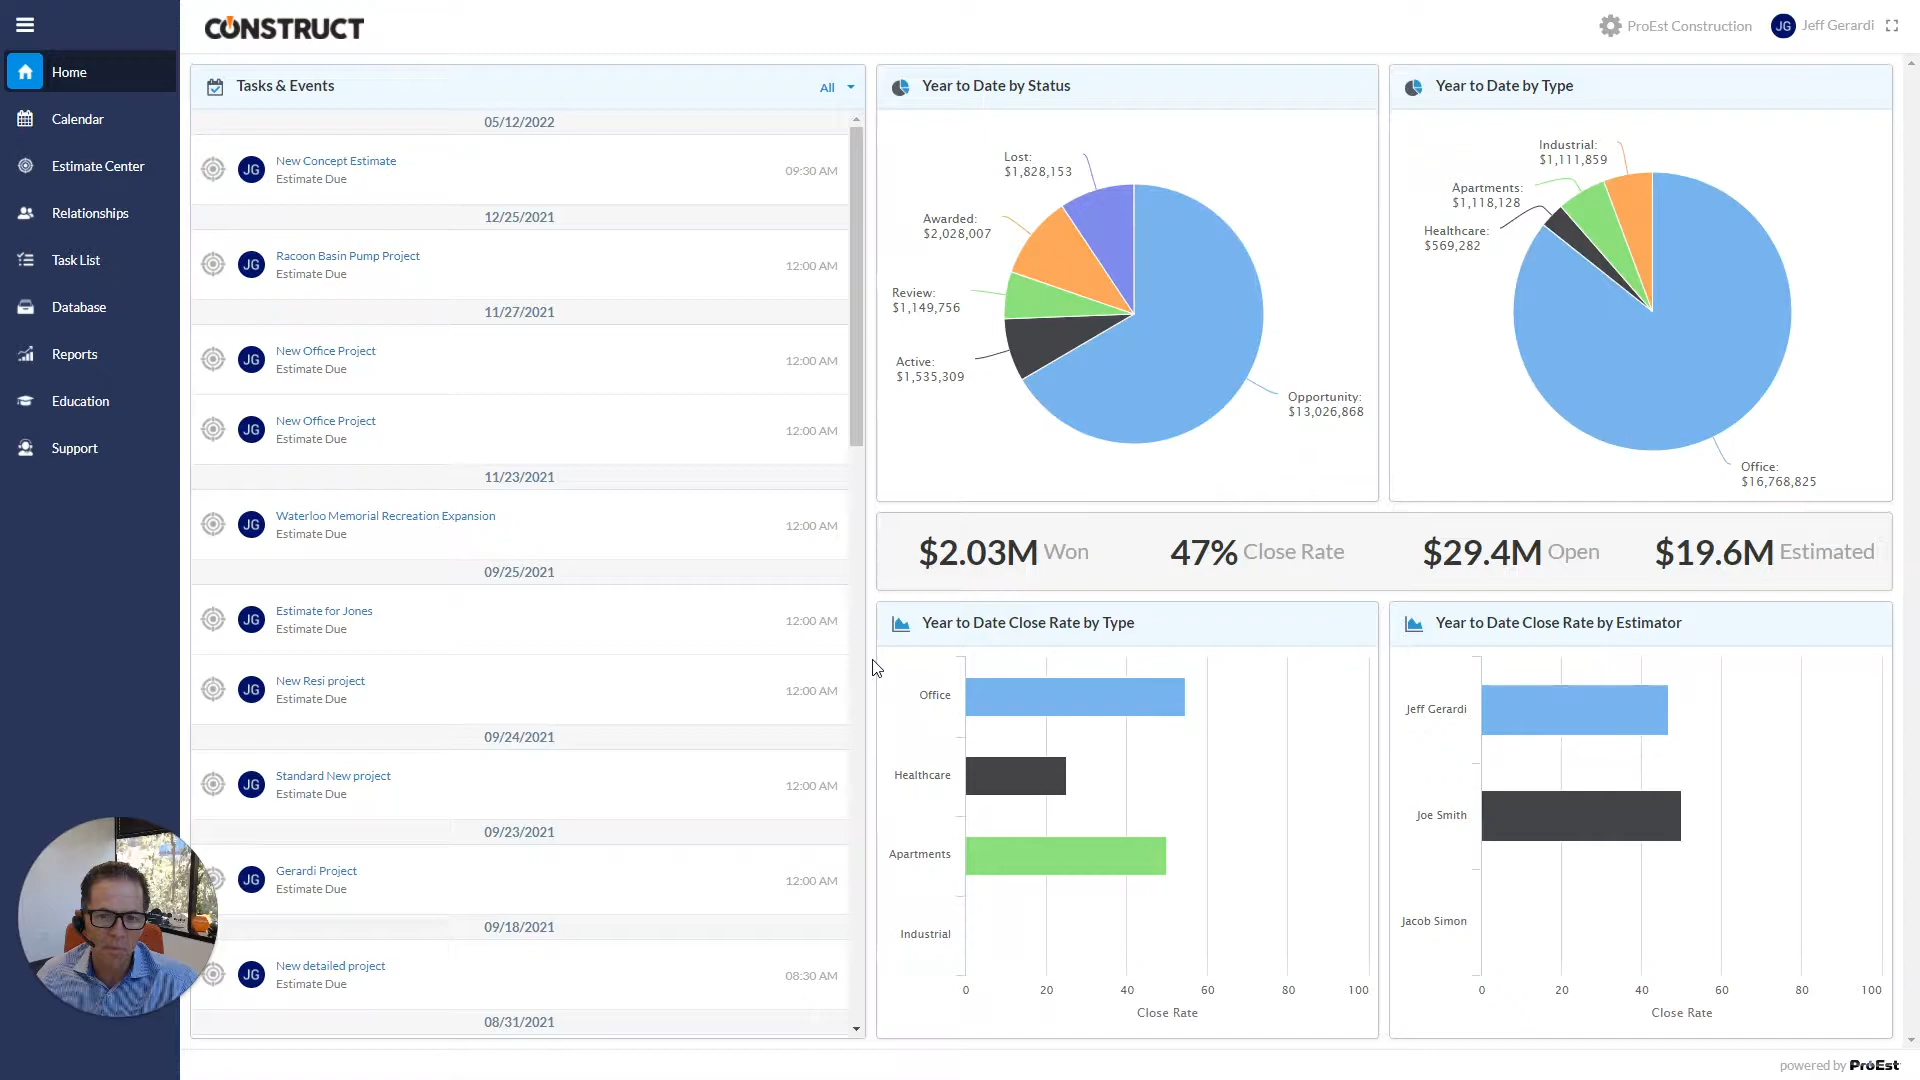 CONSTRUCT
ProEst Construction
JG
Jeff Gerardi
Home
Calendar
Estimate Center
Relationships
Task List
Database
Reports
Education
Support
Tasks & Events
All
05/12/2022
JG
New Concept Estimate
Estimate Due
09:30 AM
12/25/2021
JG
Racoon Basin Pump Project
Estimate Due
12:00 AM
11/27/2021
JG
New Office Project
Estimate Due
12:00 AM
JG
New Office Project
Estimate Due
12:00 AM
11/23/2021
JG
Waterloo Memorial Recreation Expansion
Estimate Due
12:00 AM
09/25/2021
JG
Estimate for Jones
Estimate Due
12:00 AM
JG
New Resi project
Estimate Due
12:00 AM
09/24/2021
JG
Standard New project
Estimate Due
12:00 AM
09/23/2021
JG
Gerardi Project
Estimate Due
12:00 AM
09/18/2021
JG
New detailed project
Estimate Due
08:30 AM
08/31/2021
Year to Date by Status
Lost:
$1,828,153
Awarded:
$2,028,007
Review:
$1,149,756
Active:
$1,535,309
Opportunity:
$13,026,868
Year to Date by Type
Industrial:
$1,111,859
Apartments:
$1,118,128
Healthcare:
$569,282
Office:
$16,768,825
$2.03M Won
47% Close Rate
$29.4M Open
$19.6M Estimated
Year to Date Close Rate by Type
Office
Healthcare
Apartments
Industrial
0 20 40 60 80 100
Close Rate
Year to Date Close Rate by Estimator
Jeff Gerardi
Joe Smith
Jacob Simon
0 20 40 60 80 100
Close Rate
powered by ProEst